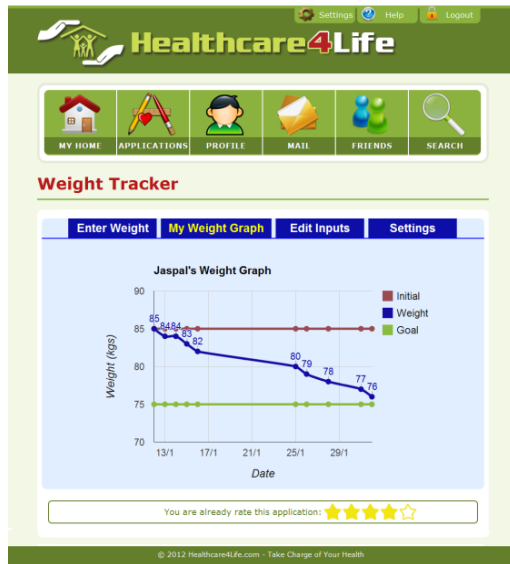 Settings Help Logout
Healthcare4Life
MY HOME APPLICATIONS PROFILE MAIL FRIENDS SEARCH
Weight Tracker
Enter Weight My Weight Graph Edit Inputs Settings
Jaspal's Weight Graph
90
85
80
75
70
Weight (kgs)
85 84 84 83 82 80 79 78 77 76
Initial
Weight
Goal
13/1 17/1 21/1 25/1 29/1
Date
You are already rate this application:
© 2012 Healthcare4Life.com - Take Charge of Your Health